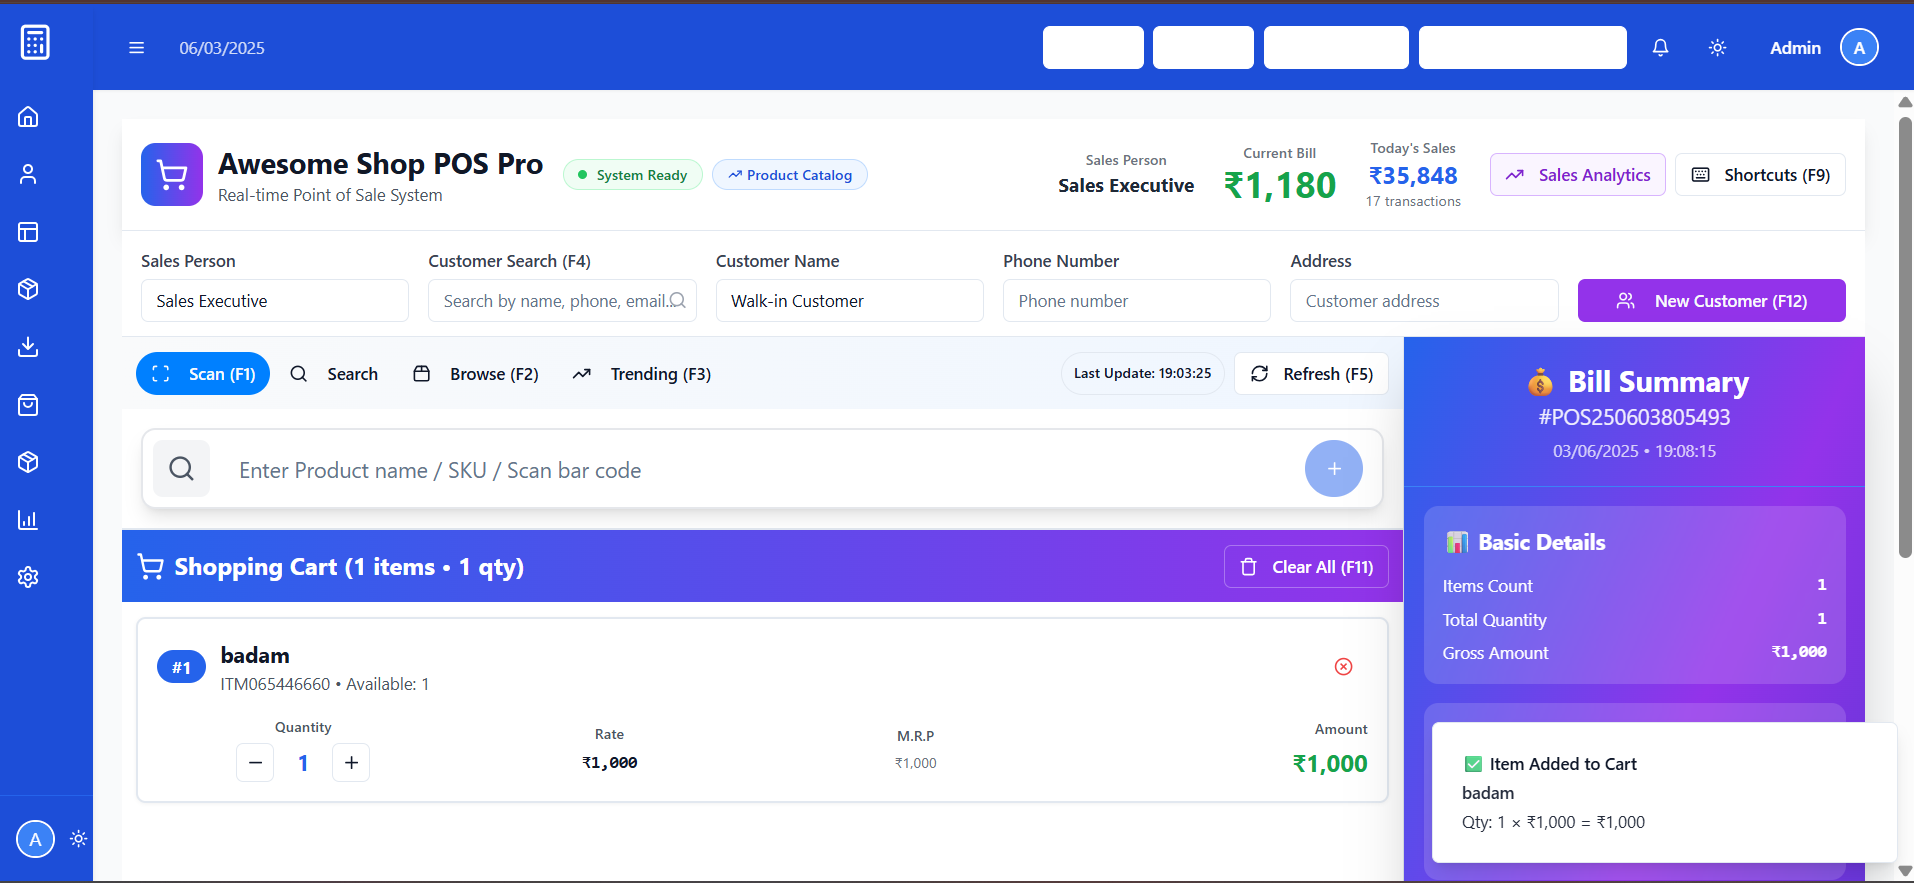 06/03/2025
Admin
A
Awesome Shop POS Pro
Real-time Point of Sale System
System Ready
Product Catalog
Sales Person
Sales Executive
Current Bill
₹1,180
Today's Sales
₹35,848
17 transactions
Sales Analytics
Shortcuts (F9)
Sales Person
Sales Executive
Customer Search (F4)
Search by name, phone, email..
Customer Name
Walk-in Customer
Phone Number
Phone number
Address
Customer address
New Customer (F12)
Scan (F1)
Search
Browse (F2)
Trending (F3)
Last Update: 19:03:25
Refresh (F5)
Enter Product name / SKU / Scan bar code
Shopping Cart (1 items • 1 qty)
Clear All (F11)
#1
badam
ITM065446660 • Available: 1
Quantity
1
Rate
₹1,000
M.R.P
₹1,000
Amount
₹1,000
Bill Summary
#POS250603805493
03/06/2025 • 19:08:15
Basic Details
Items Count
1
Total Quantity
1
Gross Amount
₹1,000
Item Added to Cart
badam
Qty: 1 × ₹1,000 = ₹1,000
A